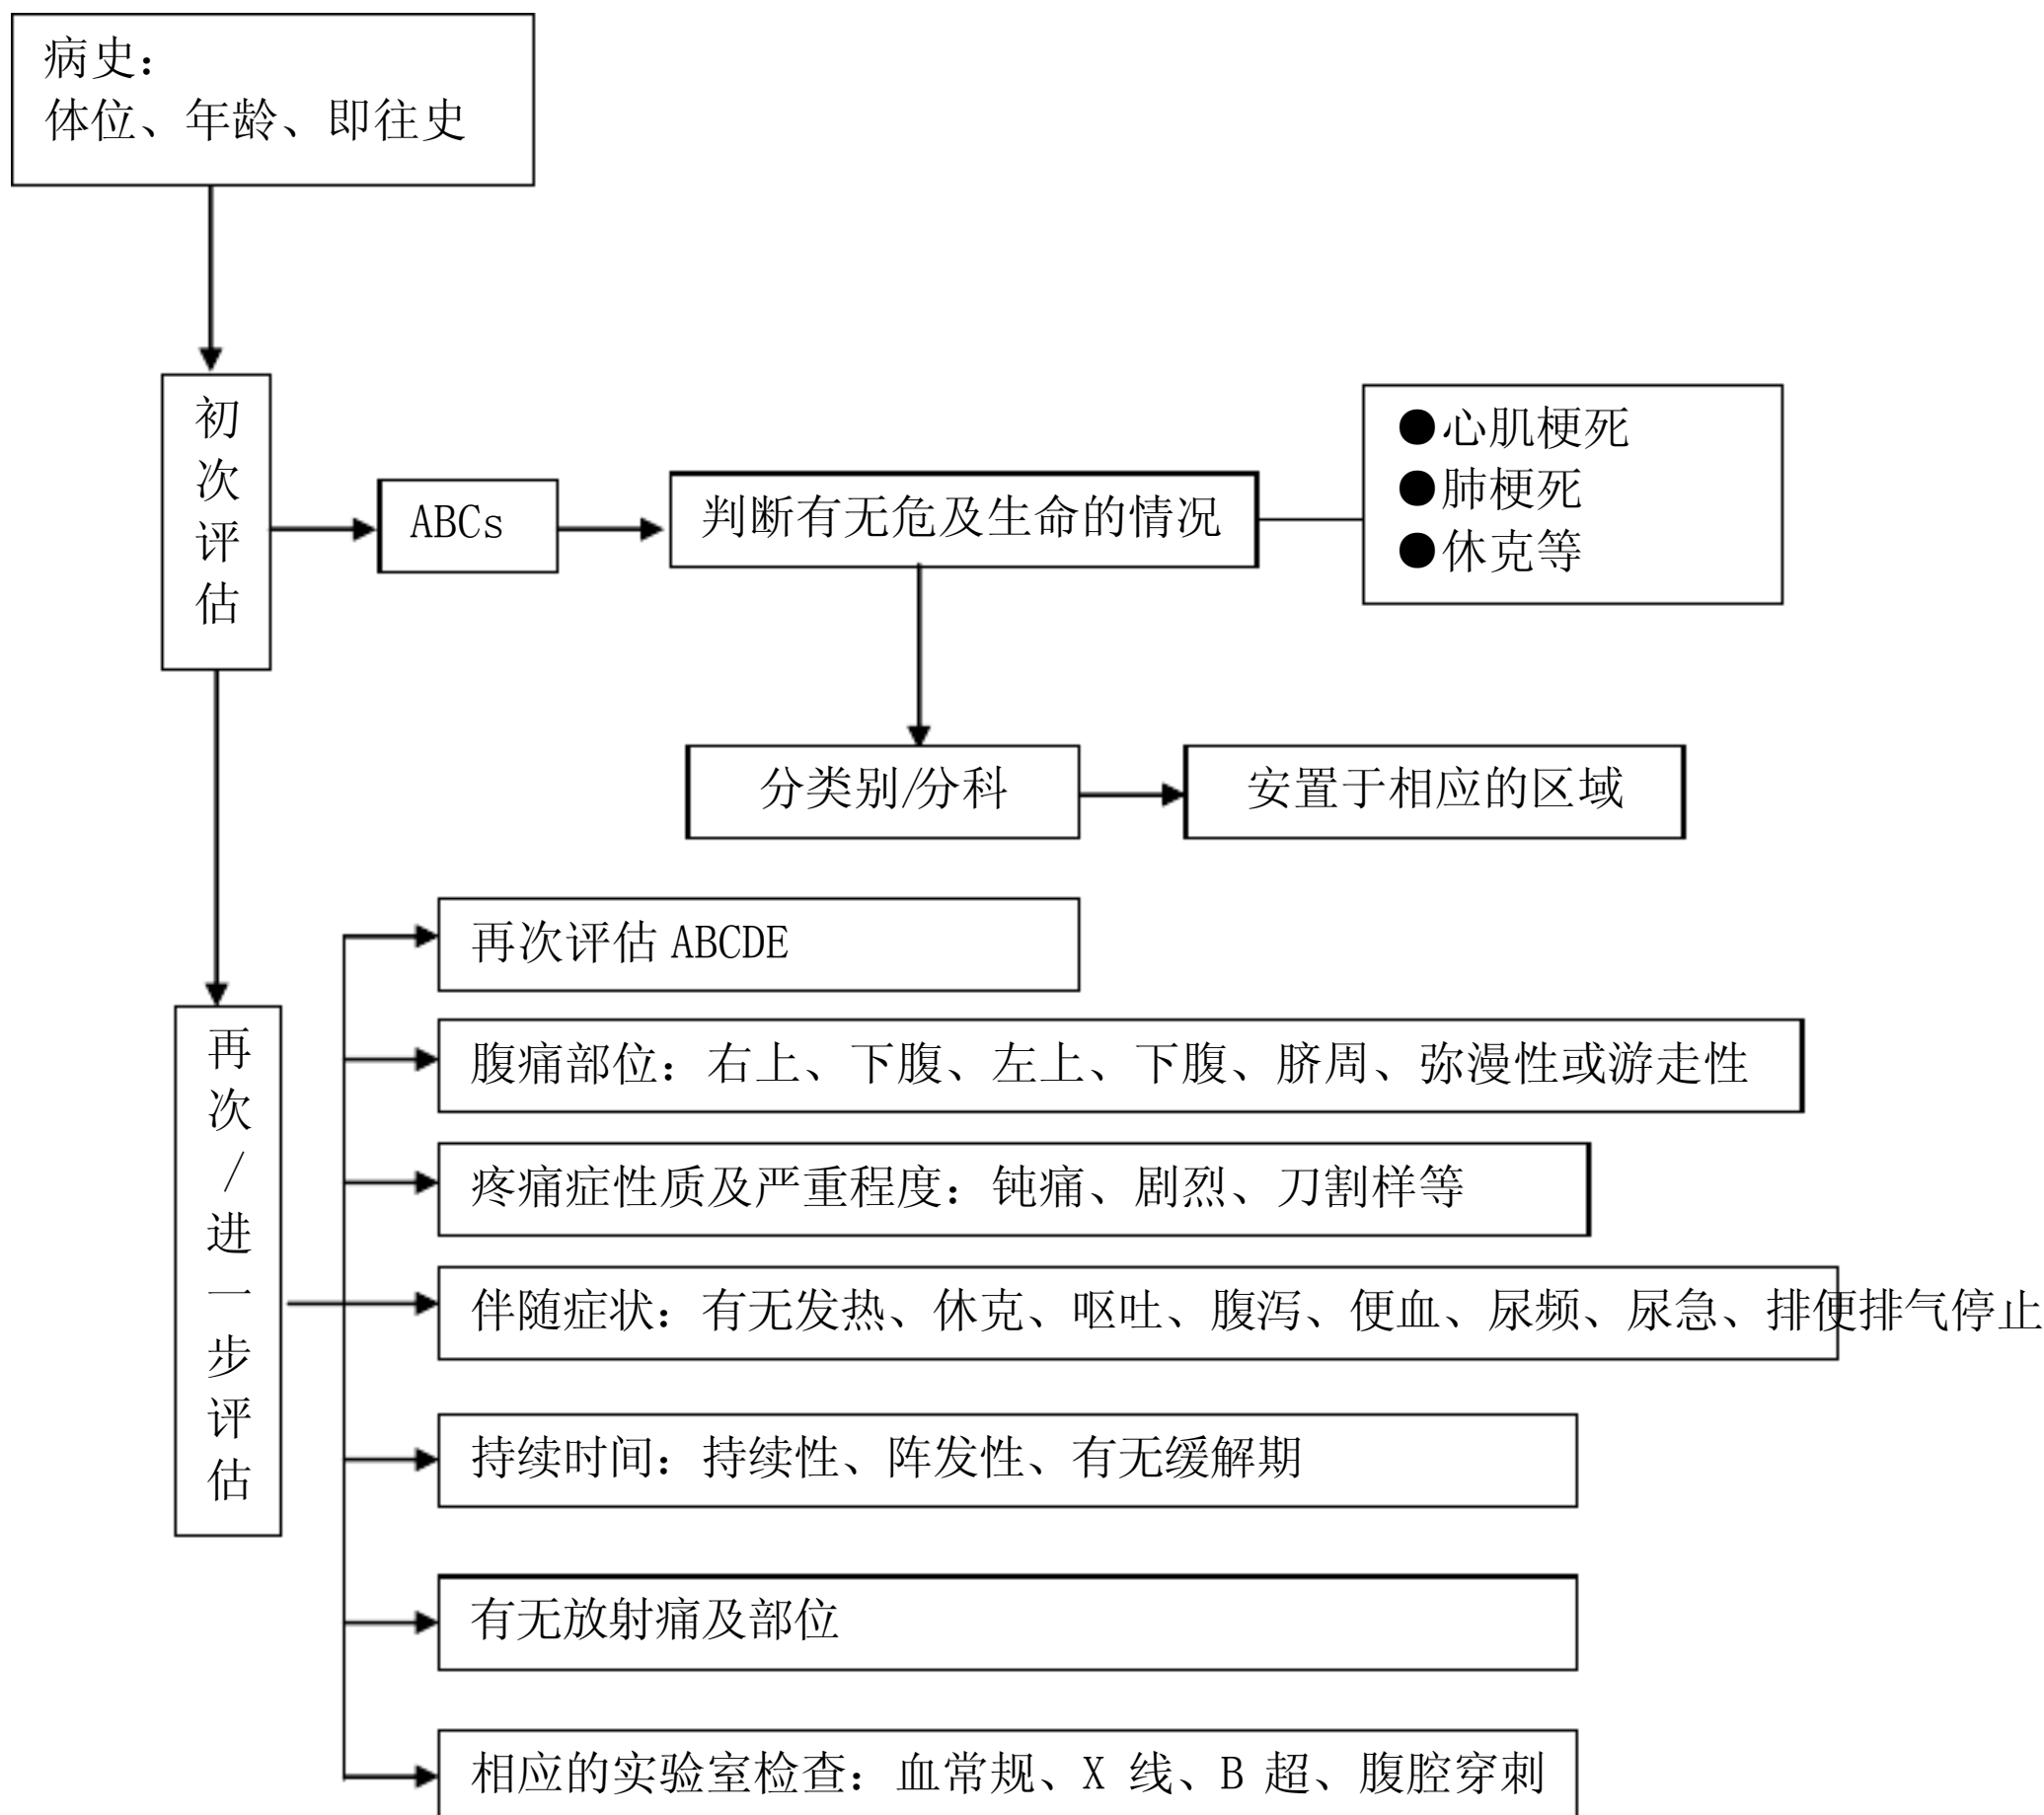 病史：
体位、年龄、即往史
初次评估
ABCs
判断有无危及生命的情况
●心肌梗死
●肺梗死
●休克等
分类别/分科
安置于相应的区域
再次/进一步评估
再次评估 ABCDE
腹痛部位：右上、下腹、左上、下腹、脐周、弥漫性或游走性
疼痛症性质及严重程度：钝痛、剧烈、刀割样等
伴随症状：有无发热、休克、呕吐、腹泻、便血、尿频、尿急、排便排气停止
持续时间：持续性、阵发性、有无缓解期
有无放射痛及部位
相应的实验室检查：血常规、X 线、B 超、腹腔穿刺